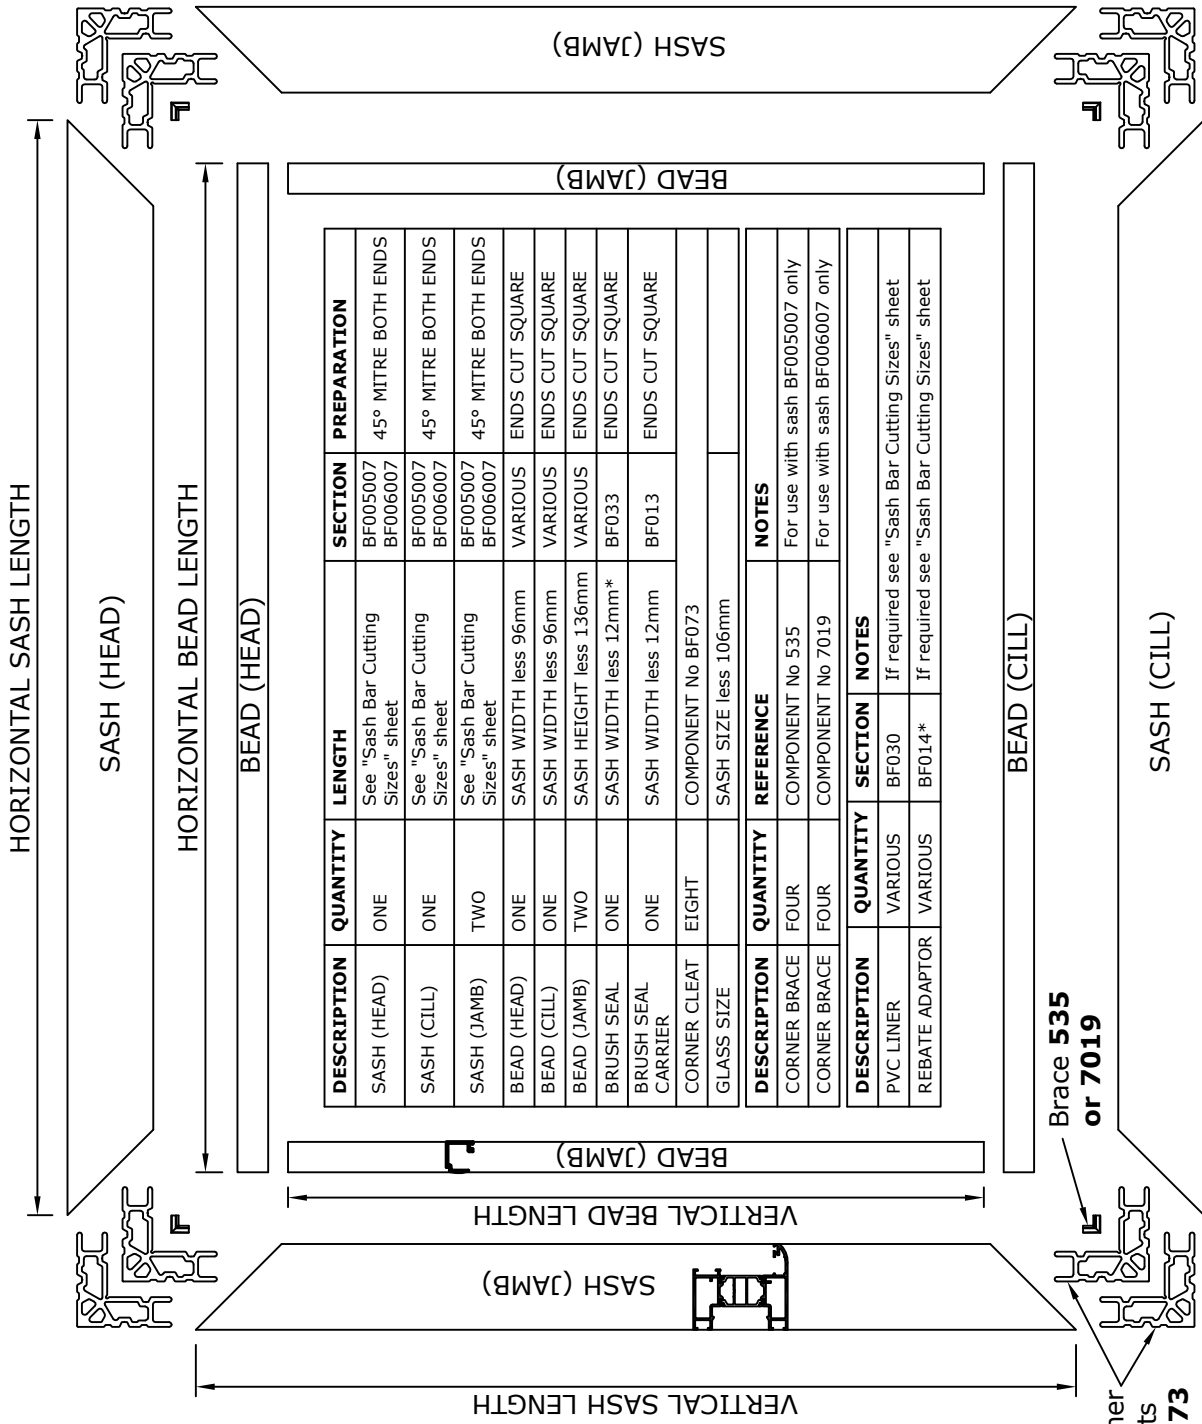 HORIZONTAL SASH LENGTH
SASH (HEAD)
HORIZONTAL BEAD LENGTH
BEAD (HEAD)
VERTICAL SASH LENGTH
SASH (JAMB)
VERTICAL BEAD LENGTH
BEAD (JAMB)
DESCRIPTION QUANTITY LENGTH SECTION PREPARATION
SASH (HEAD) ONE See "Sash Bar Cutting Sizes" sheet BF005007 BF006007 45° MITRE BOTH ENDS
SASH (CILL) ONE See "Sash Bar Cutting Sizes" sheet BF005007 BF006007 45° MITRE BOTH ENDS
SASH (JAMB) TWO See "Sash Bar Cutting Sizes" sheet BF005007 BF006007 45° MITRE BOTH ENDS
BEAD (HEAD) ONE SASH WIDTH less 96mm VARIOUS ENDS CUT SQUARE
BEAD (CILL) ONE SASH WIDTH less 96mm VARIOUS ENDS CUT SQUARE
BEAD (JAMB) TWO SASH HEIGHT less 136mm VARIOUS ENDS CUT SQUARE
BRUSH SEAL ONE SASH WIDTH less 12mm* BF033 ENDS CUT SQUARE
BRUSH SEAL CARRIER ONE SASH WIDTH less 12mm BF013 ENDS CUT SQUARE
CORNER CLEAT EIGHT COMPONENT No BF073
GLASS SIZE SASH SIZE less 106mm
DESCRIPTION QUANTITY REFERENCE NOTES
CORNER BRACE FOUR COMPONENT No 535 For use with sash BF005007 only
CORNER BRACE FOUR COMPONENT No 7019 For use with sash BF006007 only
DESCRIPTION QUANTITY SECTION NOTES
PVC LINER VARIOUS BF030 If required see "Sash Bar Cutting Sizes" sheet
REBATE ADAPTOR VARIOUS BF014* If required see "Sash Bar Cutting Sizes" sheet
BEAD (JAMB)
SASH (JAMB)
BEAD (CILL)
SASH (CILL)
Brace 535
or 7019
ner
ts
73